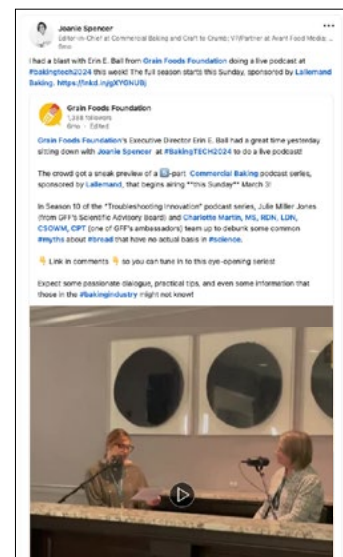 Joanie Spencer
Editor-in-Chief at Commercial Baking and Craft to Crumb; VP/Partner at Avant Food Media; ...
6mo
I had a blast with Erin E. Ball from Grain Foods Foundation doing a live podcast at
#bakingtech2024 this week! The full season starts this Sunday, sponsored by Lallemand
Baking.
Grain Foods Foundation
followers
6mo · Edited
Grain Foods Foundation's Executive Director Erin E. Ball had a great time yesterday
sitting down with Joanie Spencer at #BakingTECH2024 to do a live podcast!
The crowd got a sneak preview of a -part Commercial Baking podcast series,
sponsored by Lallemand, that begins airing **this Sunday** March 3!
In Season 10 of the "Troubleshooting Innovation" podcast series, Julie Miller Jones
(from GFF's Scientific Advisory Board) and Charlotte Martin, MS, RDN, LDN,
CSOWM, CPT (one of GFF's ambassadors) team up to debunk some common
#myths about #bread that have no actual basis in #science.
👇 Link in comments 👇 so you can tune in to this eye-opening series!
Expect some passionate dialogue, practical tips, and even some information that
those in the #bakingindustry might not know!